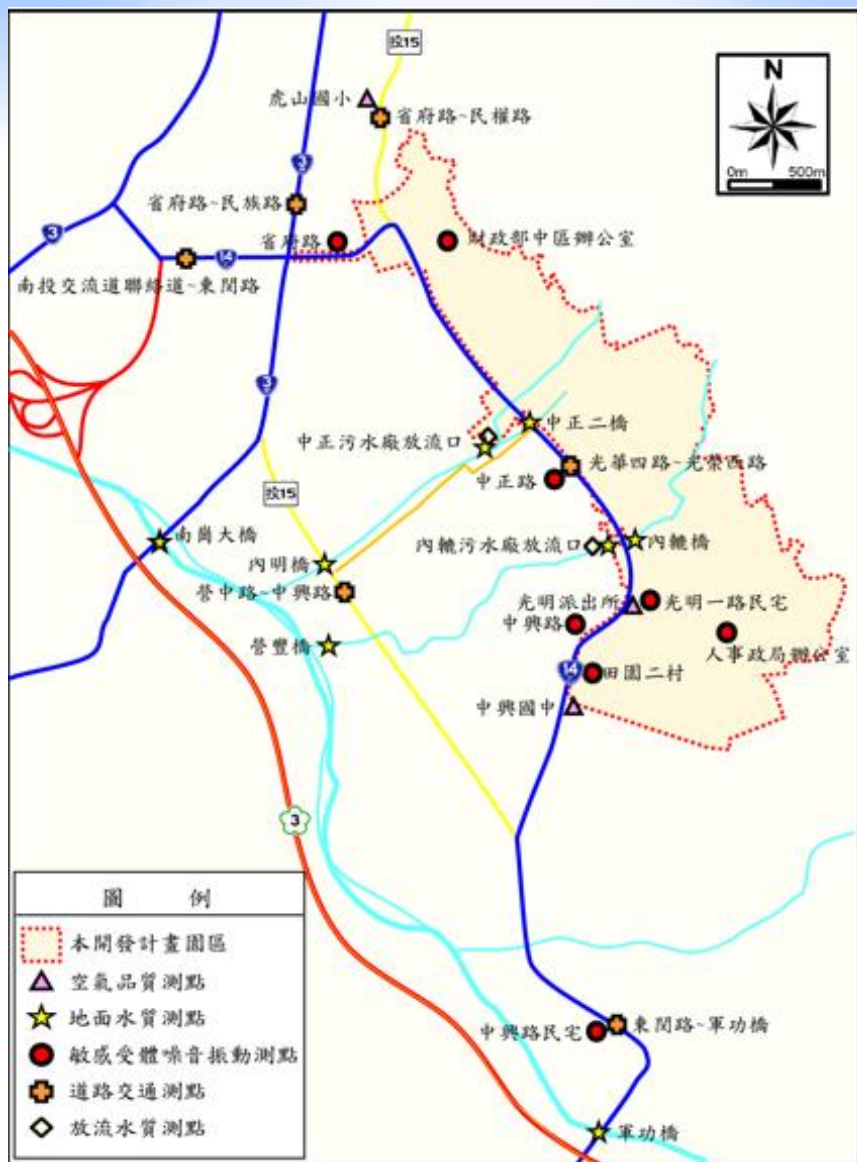 投15
N
0m 500m
虎山國小
省府路~民權路
3
省府路~民族路
3
省府路
財政部中區辦公室
14
南投交流道聯絡道~東閔路
3
中正二橋
中正污水廠放流口
光華四路~光榮西路
中正路
投15
南崗大橋
內轆污水廠放流口
內轆橋
內明橋
營中路~中興路
光明派出所
光明一路民宅
中興路
營豐橋
人事政局辦公室
14
田園二村
中興國中
3
圖 例
本開發計畫園區
空氣品質測點
地面水質測點
敏感受體噪音振動測點
道路交通測點
放流水質測點
中興路民宅
東閔路~軍功橋
軍功橋